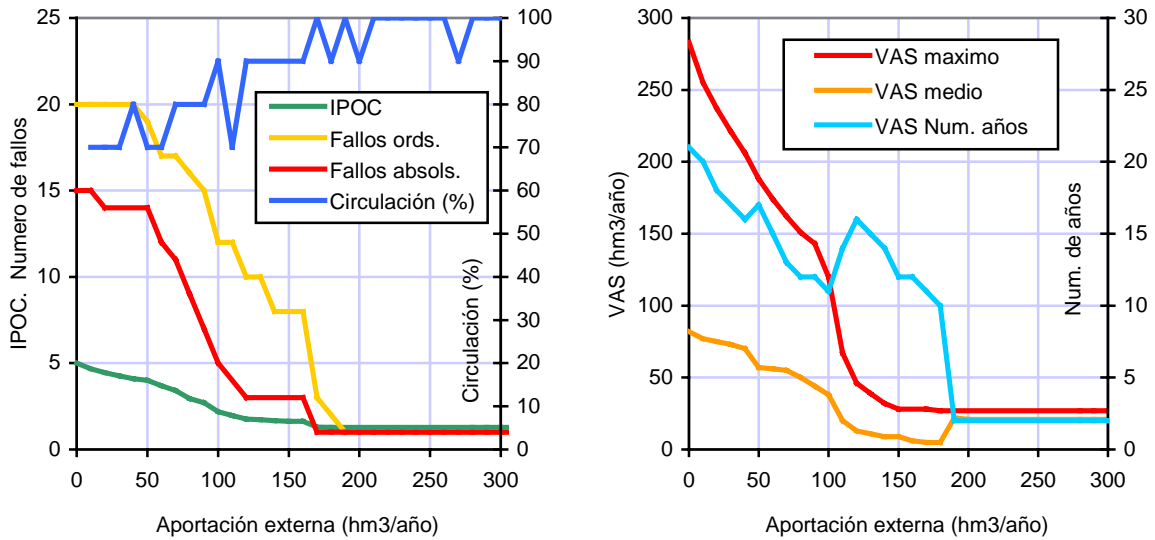 25
20
15
10
5
0
IPOC. Numero de fallos
100
90
80
70
60
50
40
30
20
10
0
Circulación (%)
IPOC
Fallos ords.
Fallos absols.
Circulación (%)
0 50 100 150 200 250 300
Aportación externa (hm3/año)
300
250
200
150
100
50
0
VAS (hm3/año)
30
25
20
15
10
5
0
Num. de años
VAS maximo
VAS medio
VAS Num. años
0 50 100 150 200 250 300
Aportación externa (hm3/año)